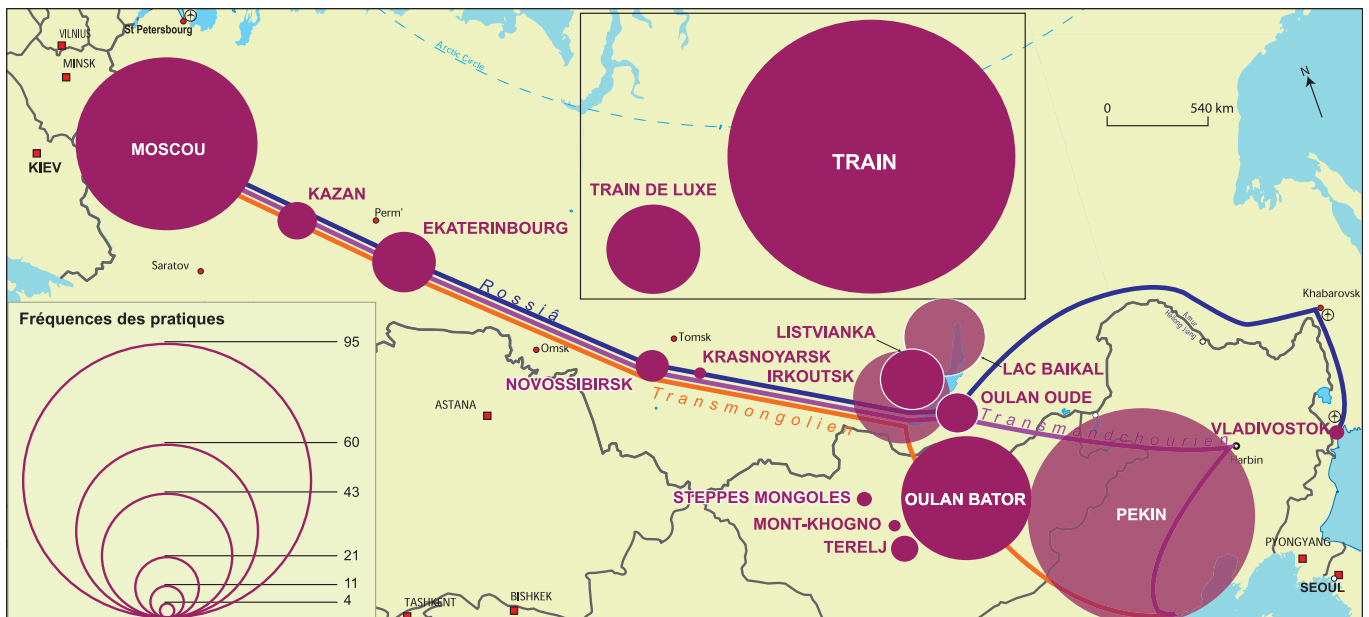 St Petersbourg
VILNIUS
MINSK
KIEV
MOSCOU
Arctic Circle
TRAIN
TRAIN DE LUXE
N
0 540 km
KAZAN
Perm'
EKATERINBOURG
Saratov
Rossiâ
Khabarovsk
Amur
Heilong Jiang
Fréquences des pratiques
95
60
43
21
11
4
Omsk
Tomsk
LISTVIANKA
KRASNOYARSK
IRKOUTSK
LAC BAIKAL
NOVOSSIBIRSK
Transmongolien
OULAN OUDE
Transmandchourien
VLADIVOSTOK
Harbin
ASTANA
STEPPES MONGOLES
OULAN BATOR
PEKIN
MONT-KHOGNO
TERELJ
PYONGYANG
SEOUL
TASHKENT
BISHKEK